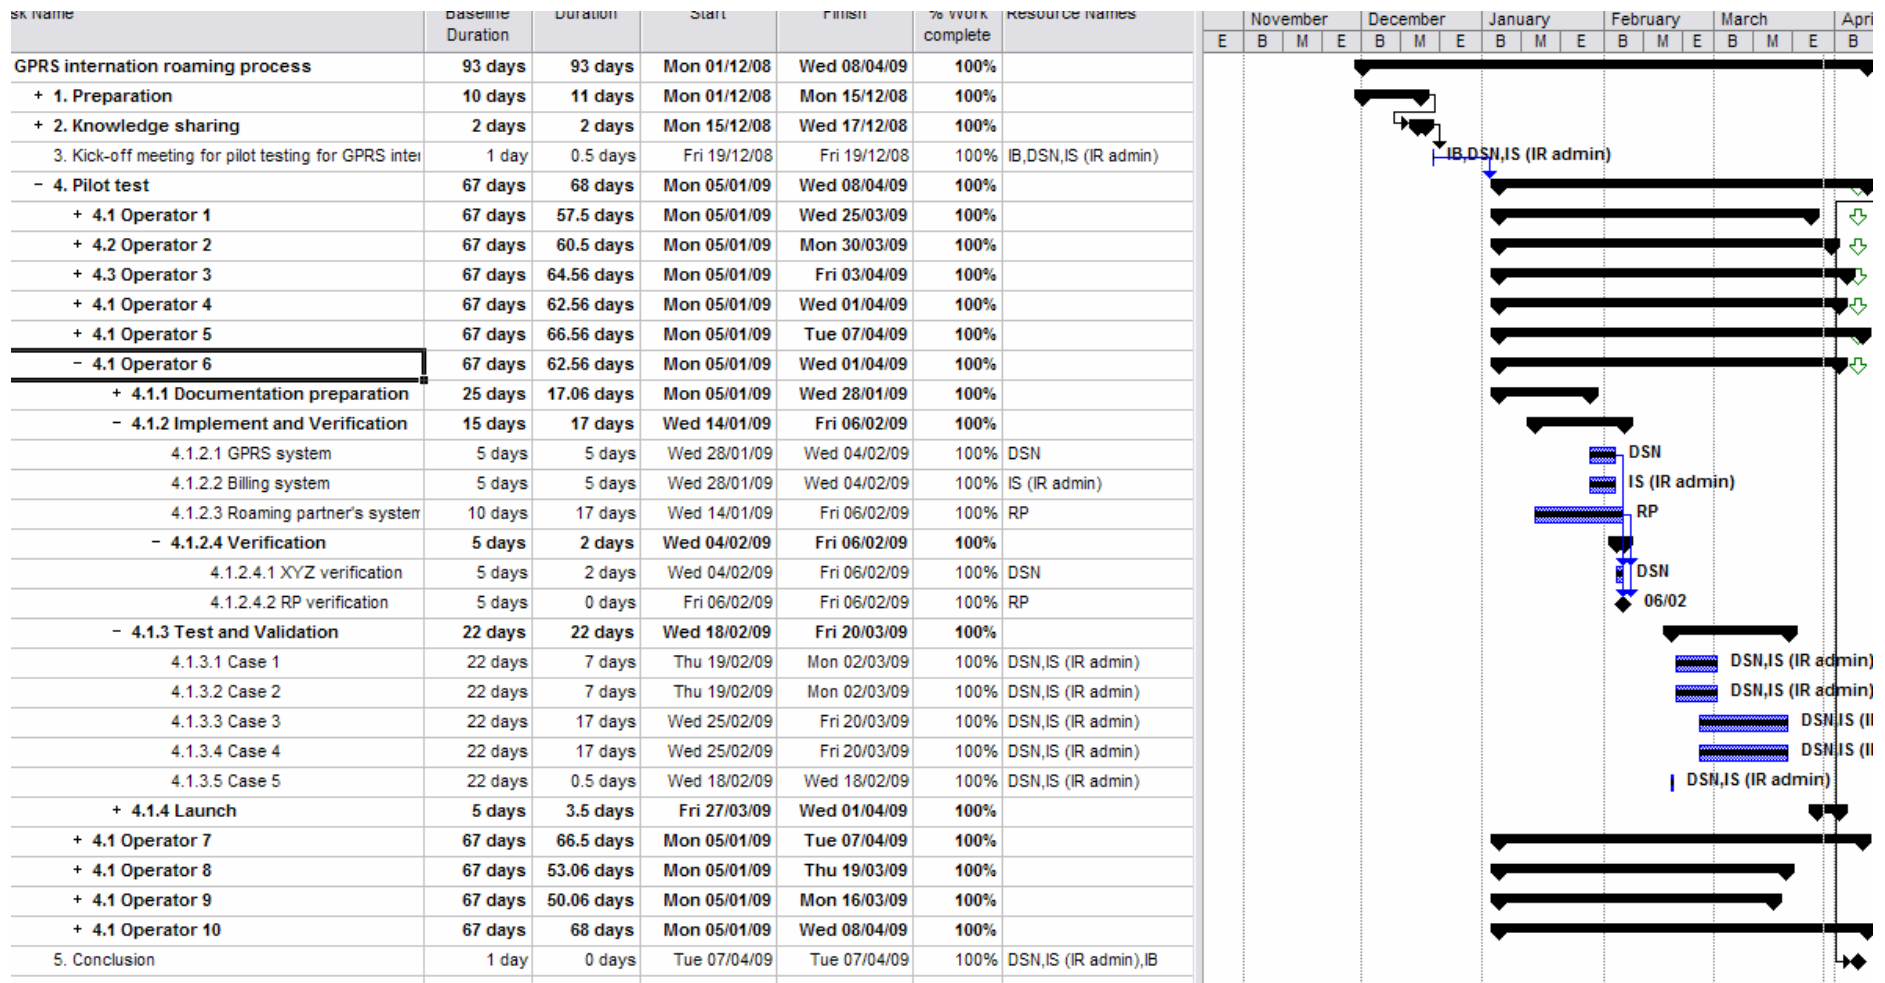 sk Name Baseline Duration Start Finish % Work Resource Names November December January February March Apri
Duration complete E B M E B M E B M E B M E B M E B
GPRS internation roaming process 93 days 93 days Mon 01/12/08 Wed 08/04/09 100%
+ 1. Preparation 10 days 11 days Mon 01/12/08 Mon 15/12/08 100%
+ 2. Knowledge sharing 2 days 2 days Mon 15/12/08 Wed 17/12/08 100%
3. Kick-off meeting for pilot testing for GPRS inter 1 day 0.5 days Fri 19/12/08 Fri 19/12/08 100% IB,DSN,IS (IR admin) IB,DSN,IS (IR admin)
− 4. Pilot test 67 days 68 days Mon 05/01/09 Wed 08/04/09 100%
+ 4.1 Operator 1 67 days 57.5 days Mon 05/01/09 Wed 25/03/09 100%
+ 4.2 Operator 2 67 days 60.5 days Mon 05/01/09 Mon 30/03/09 100%
+ 4.3 Operator 3 67 days 64.56 days Mon 05/01/09 Fri 03/04/09 100%
+ 4.1 Operator 4 67 days 62.56 days Mon 05/01/09 Wed 01/04/09 100%
+ 4.1 Operator 5 67 days 66.56 days Mon 05/01/09 Tue 07/04/09 100%
− 4.1 Operator 6 67 days 62.56 days Mon 05/01/09 Wed 01/04/09 100%
+ 4.1.1 Documentation preparation 25 days 17.06 days Mon 05/01/09 Wed 28/01/09 100%
− 4.1.2 Implement and Verification 15 days 17 days Wed 14/01/09 Fri 06/02/09 100%
4.1.2.1 GPRS system 5 days 5 days Wed 28/01/09 Wed 04/02/09 100% DSN DSN
4.1.2.2 Billing system 5 days 5 days Wed 28/01/09 Wed 04/02/09 100% IS (IR admin) IS (IR admin)
4.1.2.3 Roaming partner's system 10 days 17 days Wed 14/01/09 Fri 06/02/09 100% RP RP
− 4.1.2.4 Verification 5 days 2 days Wed 04/02/09 Fri 06/02/09 100%
4.1.2.4.1 XYZ verification 5 days 2 days Wed 04/02/09 Fri 06/02/09 100% DSN DSN
4.1.2.4.2 RP verification 5 days 0 days Fri 06/02/09 Fri 06/02/09 100% RP 06/02
− 4.1.3 Test and Validation 22 days 22 days Wed 18/02/09 Fri 20/03/09 100%
4.1.3.1 Case 1 22 days 7 days Thu 19/02/09 Mon 02/03/09 100% DSN,IS (IR admin) DSN,IS (IR admin)
4.1.3.2 Case 2 22 days 7 days Thu 19/02/09 Mon 02/03/09 100% DSN,IS (IR admin) DSN,IS (IR admin)
4.1.3.3 Case 3 22 days 17 days Wed 25/02/09 Fri 20/03/09 100% DSN,IS (IR admin) DSN,IS (II
4.1.3.4 Case 4 22 days 17 days Wed 25/02/09 Fri 20/03/09 100% DSN,IS (IR admin) DSN,IS (II
4.1.3.5 Case 5 22 days 0.5 days Wed 18/02/09 Wed 18/02/09 100% DSN,IS (IR admin) DSN,IS (IR admin)
+ 4.1.4 Launch 5 days 3.5 days Fri 27/03/09 Wed 01/04/09 100%
+ 4.1 Operator 7 67 days 66.5 days Mon 05/01/09 Tue 07/04/09 100%
+ 4.1 Operator 8 67 days 53.06 days Mon 05/01/09 Thu 19/03/09 100%
+ 4.1 Operator 9 67 days 50.06 days Mon 05/01/09 Mon 16/03/09 100%
+ 4.1 Operator 10 67 days 68 days Mon 05/01/09 Wed 08/04/09 100%
5. Conclusion 1 day 0 days Tue 07/04/09 Tue 07/04/09 100% DSN,IS (IR admin),IB